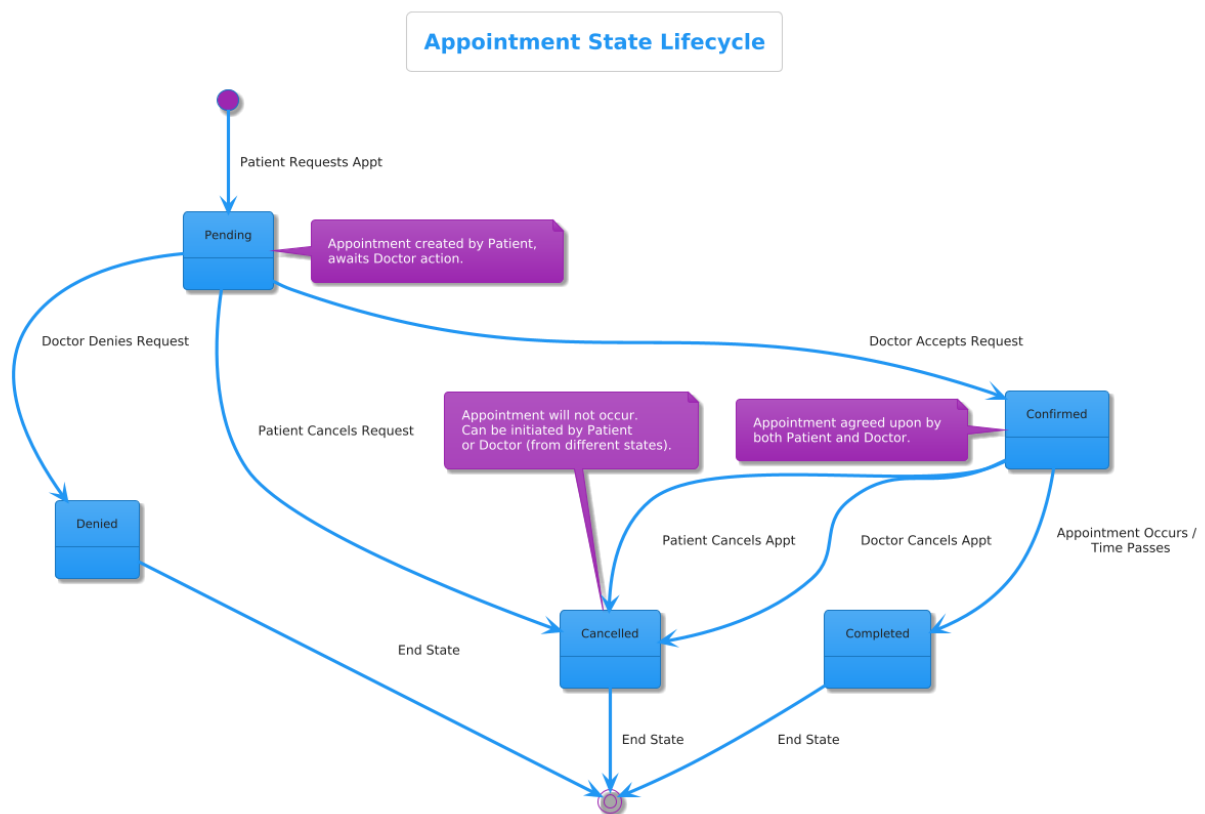 Appointment State Lifecycle
Patient Requests Appt
Pending
Appointment created by Patient,
awaits Doctor action.
Doctor Denies Request
Doctor Accepts Request
Patient Cancels Request
Appointment will not occur.
Can be initiated by Patient
or Doctor (from different states).
Appointment agreed upon by
both Patient and Doctor.
Confirmed
Denied
Patient Cancels Appt
Doctor Cancels Appt
Appointment Occurs /
Time Passes
Cancelled
Completed
End State
End State
End State